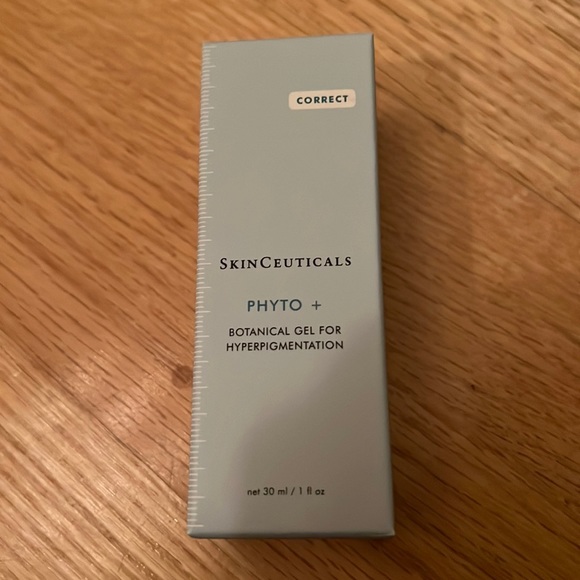 CORRECT
SKINCEUTICALS
PHYTO +
BOTANICAL GEL FOR
HYPERPIGMENTATION
net 30 ml / 1 fl oz